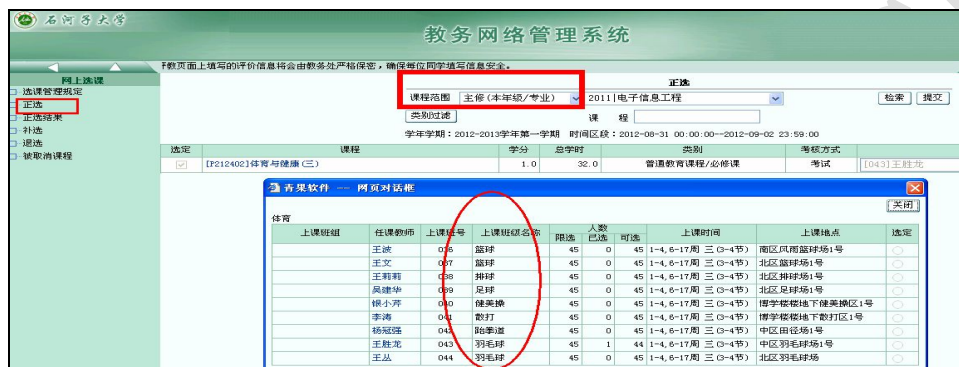 石河子大学
教务网络管理系统
F教页面上填写的评价信息将会由教务处严格保密，确保每位同学填写信息安全。
网上选课
选课管理规定
正选
正选结果
补选
退选
被取消课程
正选
课程范围 主修(本年级/专业) 2011|电子信息工程 检索 提交
类别过滤 课 程
学年学期：2012-2013学年第一学期 时间区段：2012-08-31 00:00:00--2012-09-02 23:59:00
选定 课程 学分 总学时 类别 考核方式
[P212402]体育与健康(三) 1.0 32.0 普通教育课程/必修课 考试 [043]王胜龙
青果软件 -- 网页对话框
关闭
体育
上课班组 任课教师 上课班号 上课班级名称 人数 上课时间 上课地点 选定
限选 已选 可选
王波 036 篮球 45 0 45 1-4,6-17周 三(3-4节) 南区风雨篮球场1号
王文 037 篮球 45 0 45 1-4,6-17周 三(3-4节) 北区篮球场1号
王莉莉 038 排球 45 0 45 1-4,6-17周 三(3-4节) 北区排球场1号
吴建华 039 足球 45 0 45 1-4,6-17周 三(3-4节) 北区足球场1号
银小芹 040 健美操 45 0 45 1-4,6-17周 三(3-4节) 博学楼楼地下健美操区1号
李涛 041 散打 45 0 45 1-4,6-17周 三(3-4节) 博学楼楼地下散打区1号
杨冠强 042 跆拳道 45 0 45 1-4,6-17周 三(3-4节) 中区田径场1号
王胜龙 043 羽毛球 45 1 44 1-4,6-17周 三(3-4节) 中区羽毛球场1号
王丛 044 羽毛球 45 0 45 1-4,6-17周 三(3-4节) 北区羽毛球场